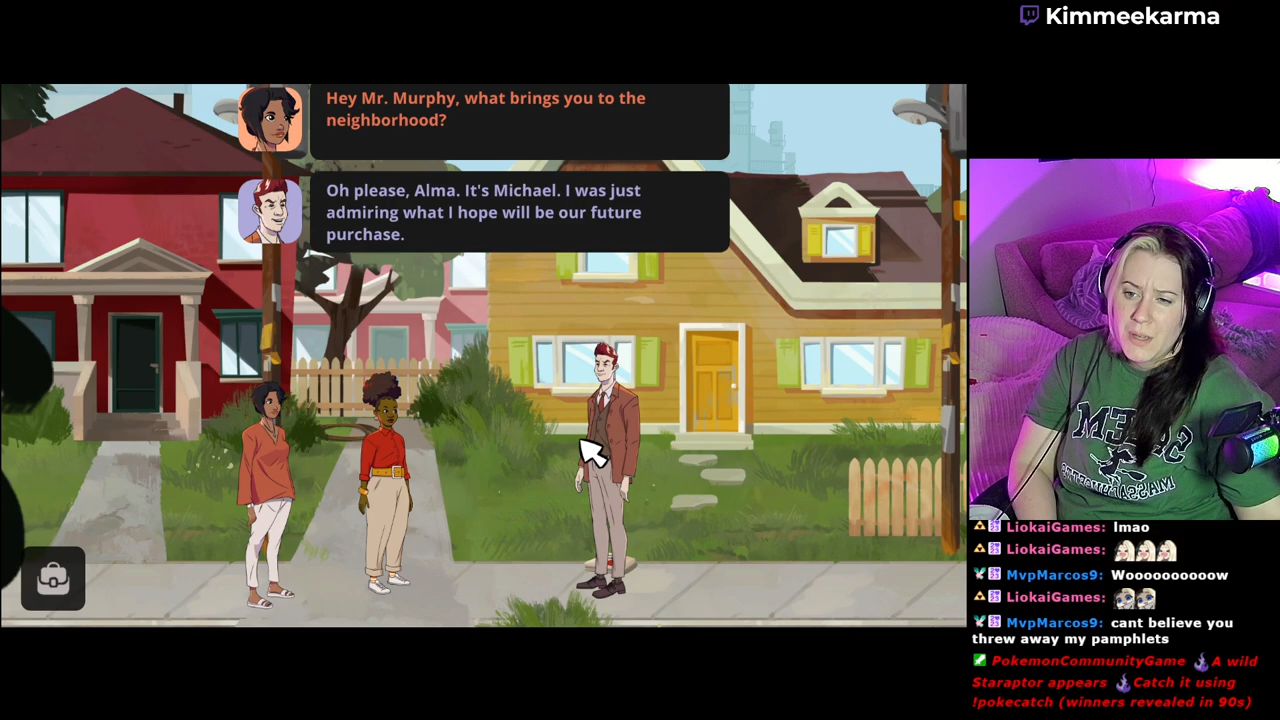 Kimmeekarma
Hey Mr. Murphy, what brings you to the
neighborhood?
Oh please, Alma. It's Michael. I was just
admiring what I hope will be our future
purchase.
SALEM
MASSACHUSETTS
LiokaiGames: lmao
LiokaiGames:
MvpMarcos9: Woooooooooow
LiokaiGames:
MvpMarcos9: cant believe you
threw away my pamphlets
PokemonCommunityGame A wild
Staraptor appears Catch it using
!pokecatch (winners revealed in 90s)